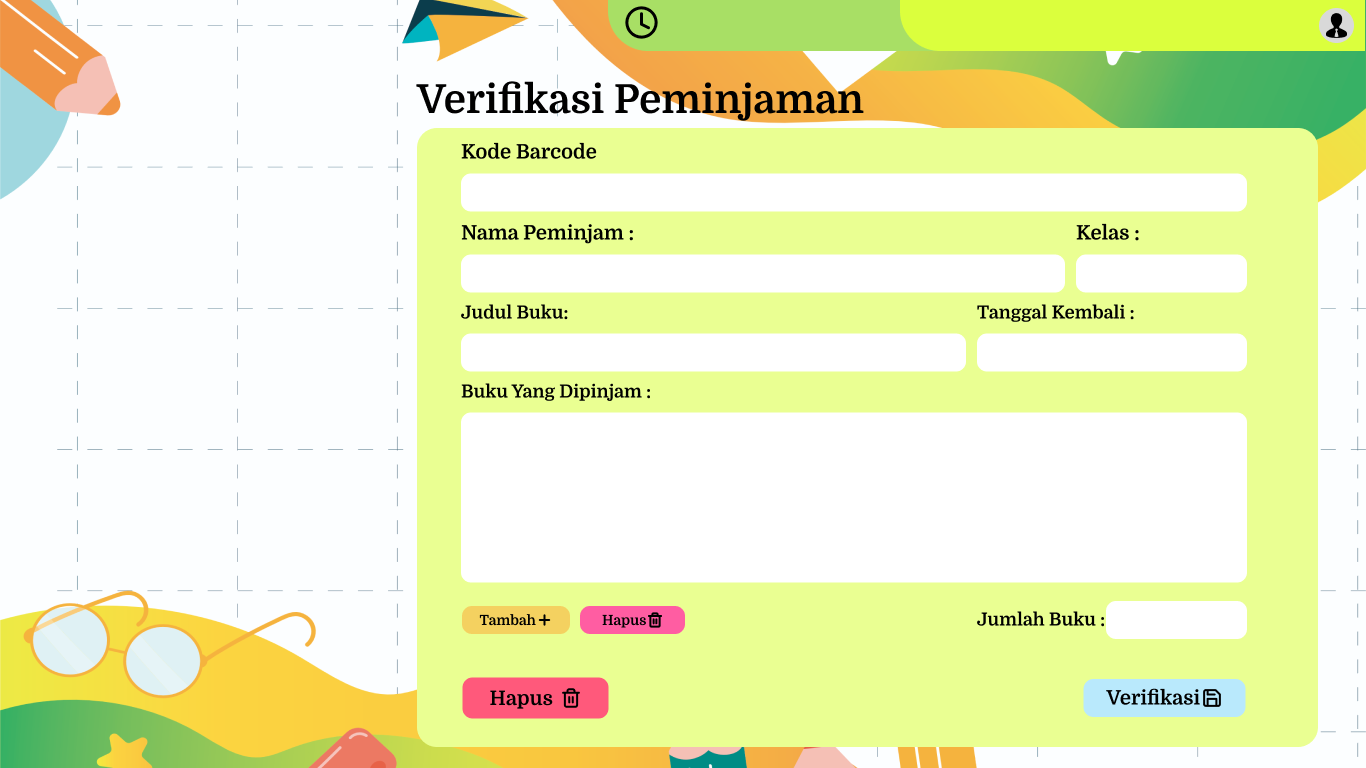 Verifikasi Peminjaman
Kode Barcode
Nama Peminjam :
Kelas :
Judul Buku:
Tanggal Kembali :
Buku Yang Dipinjam :
Tambah +
Hapus
Jumlah Buku :
Hapus
Verifikasi